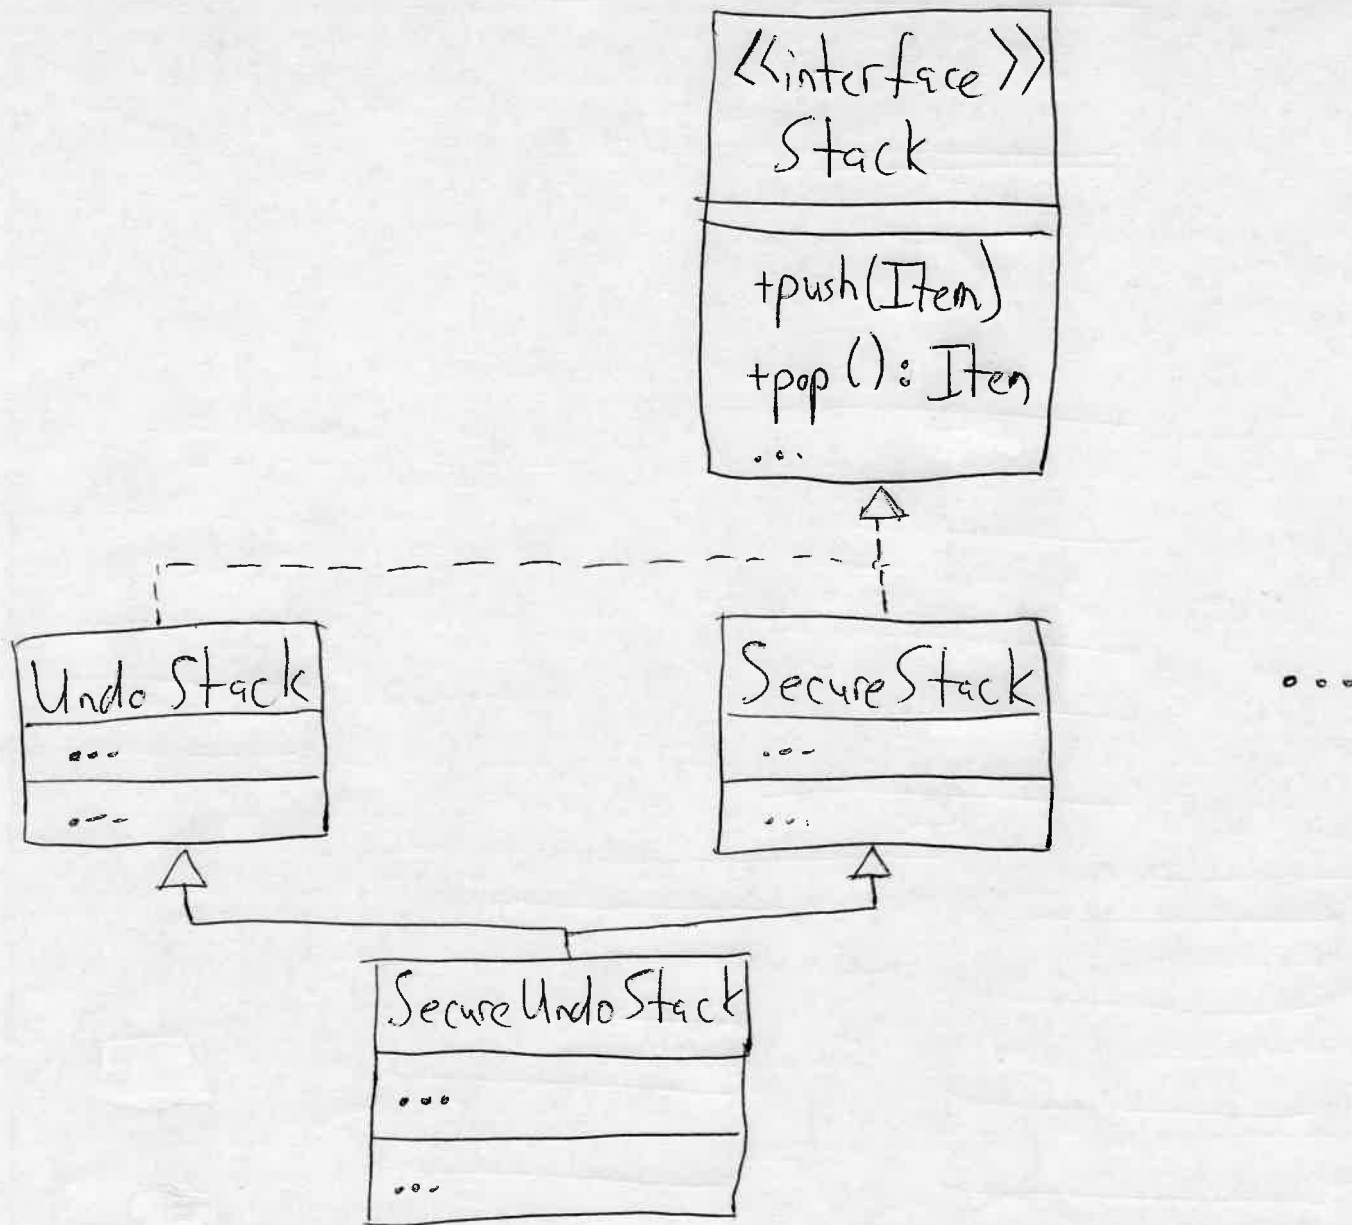 <<interface>>
Stack
+push(Item)
+pop(): Item
...
UndoStack
...
...
SecureStack
...
...
...
SecureUndoStack
...
...